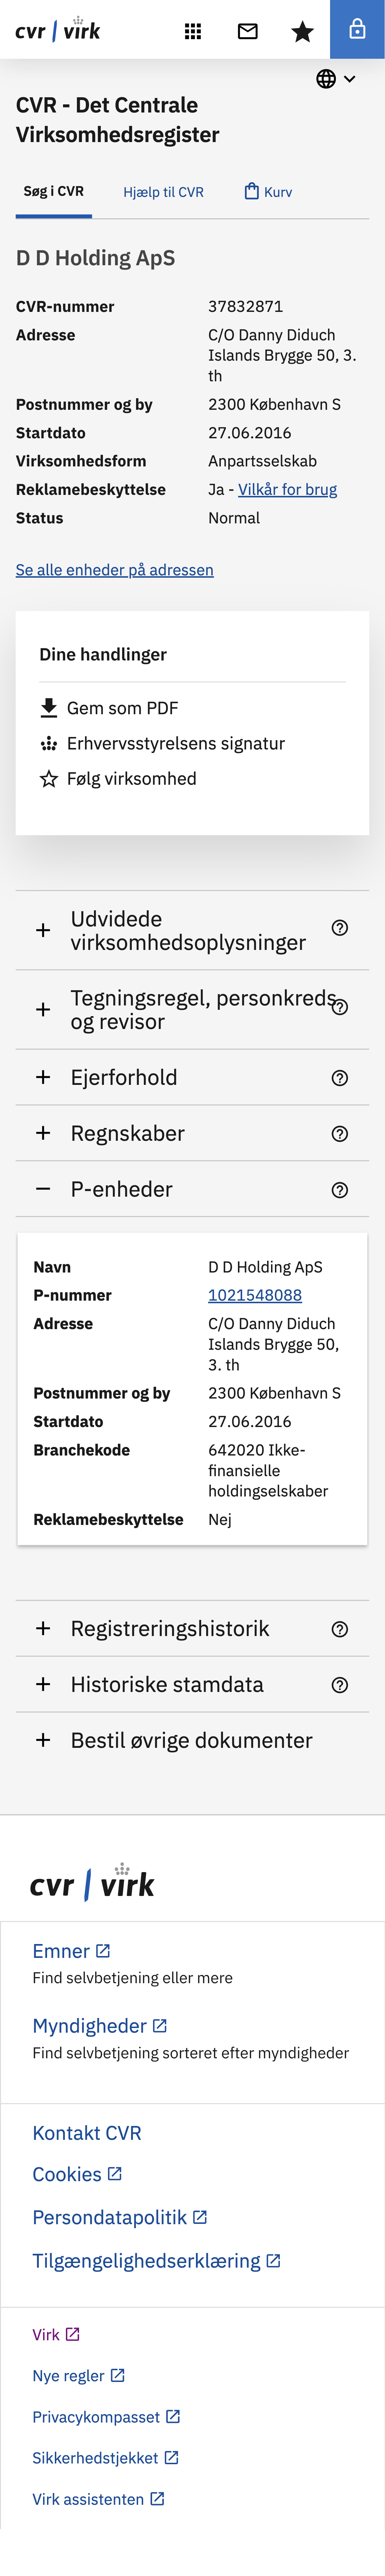 cvr | virk
CVR - Det Centrale
Virksomhedsregister
Søg i CVR
Hjælp til CVR
Kurv
D D Holding ApS
CVR-nummer 37832871
Adresse C/O Danny Diduch
Islands Brygge 50, 3.
th
Postnummer og by 2300 København S
Startdato 27.06.2016
Virksomhedsform Anpartsselskab
Reklamebeskyttelse Ja - Vilkår for brug
Status Normal
Se alle enheder på adressen
Dine handlinger
Gem som PDF
Erhvervsstyrelsens signatur
Følg virksomhed
Udvidede
virksomhedsoplysninger
Tegningsregel, personkreds
og revisor
Ejerforhold
Regnskaber
P-enheder
Navn D D Holding ApS
P-nummer 1021548088
Adresse C/O Danny Diduch
Islands Brygge 50,
3. th
Postnummer og by 2300 København S
Startdato 27.06.2016
Branchekode 642020 Ikke-
finansielle
holdingselskaber
Reklamebeskyttelse Nej
Registreringshistorik
Historiske stamdata
Bestil øvrige dokumenter
cvr | virk
Emner
Find selvbetjening eller mere
Myndigheder
Find selvbetjening sorteret efter myndigheder
Kontakt CVR
Cookies
Persondatapolitik
Tilgængelighedserklæring
Virk
Nye regler
Privacykompasset
Sikkerhedstjekket
Virk assistenten